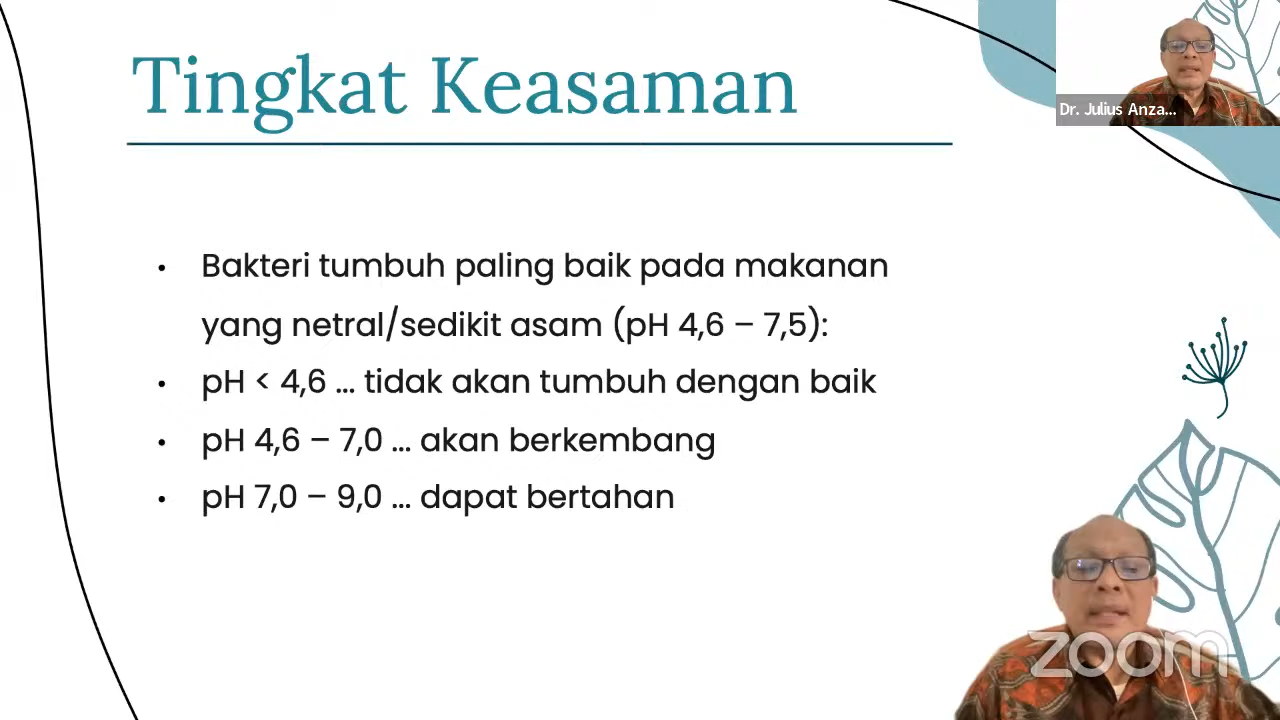 Tingkat Keasaman
Dr. Julius Anza...
• Bakteri tumbuh paling baik pada makanan
yang netral/sedikit asam (pH 4,6 – 7,5):
• pH < 4,6 ... tidak akan tumbuh dengan baik
• pH 4,6 – 7,0 ... akan berkembang
• pH 7,0 – 9,0 ... dapat bertahan
zoom